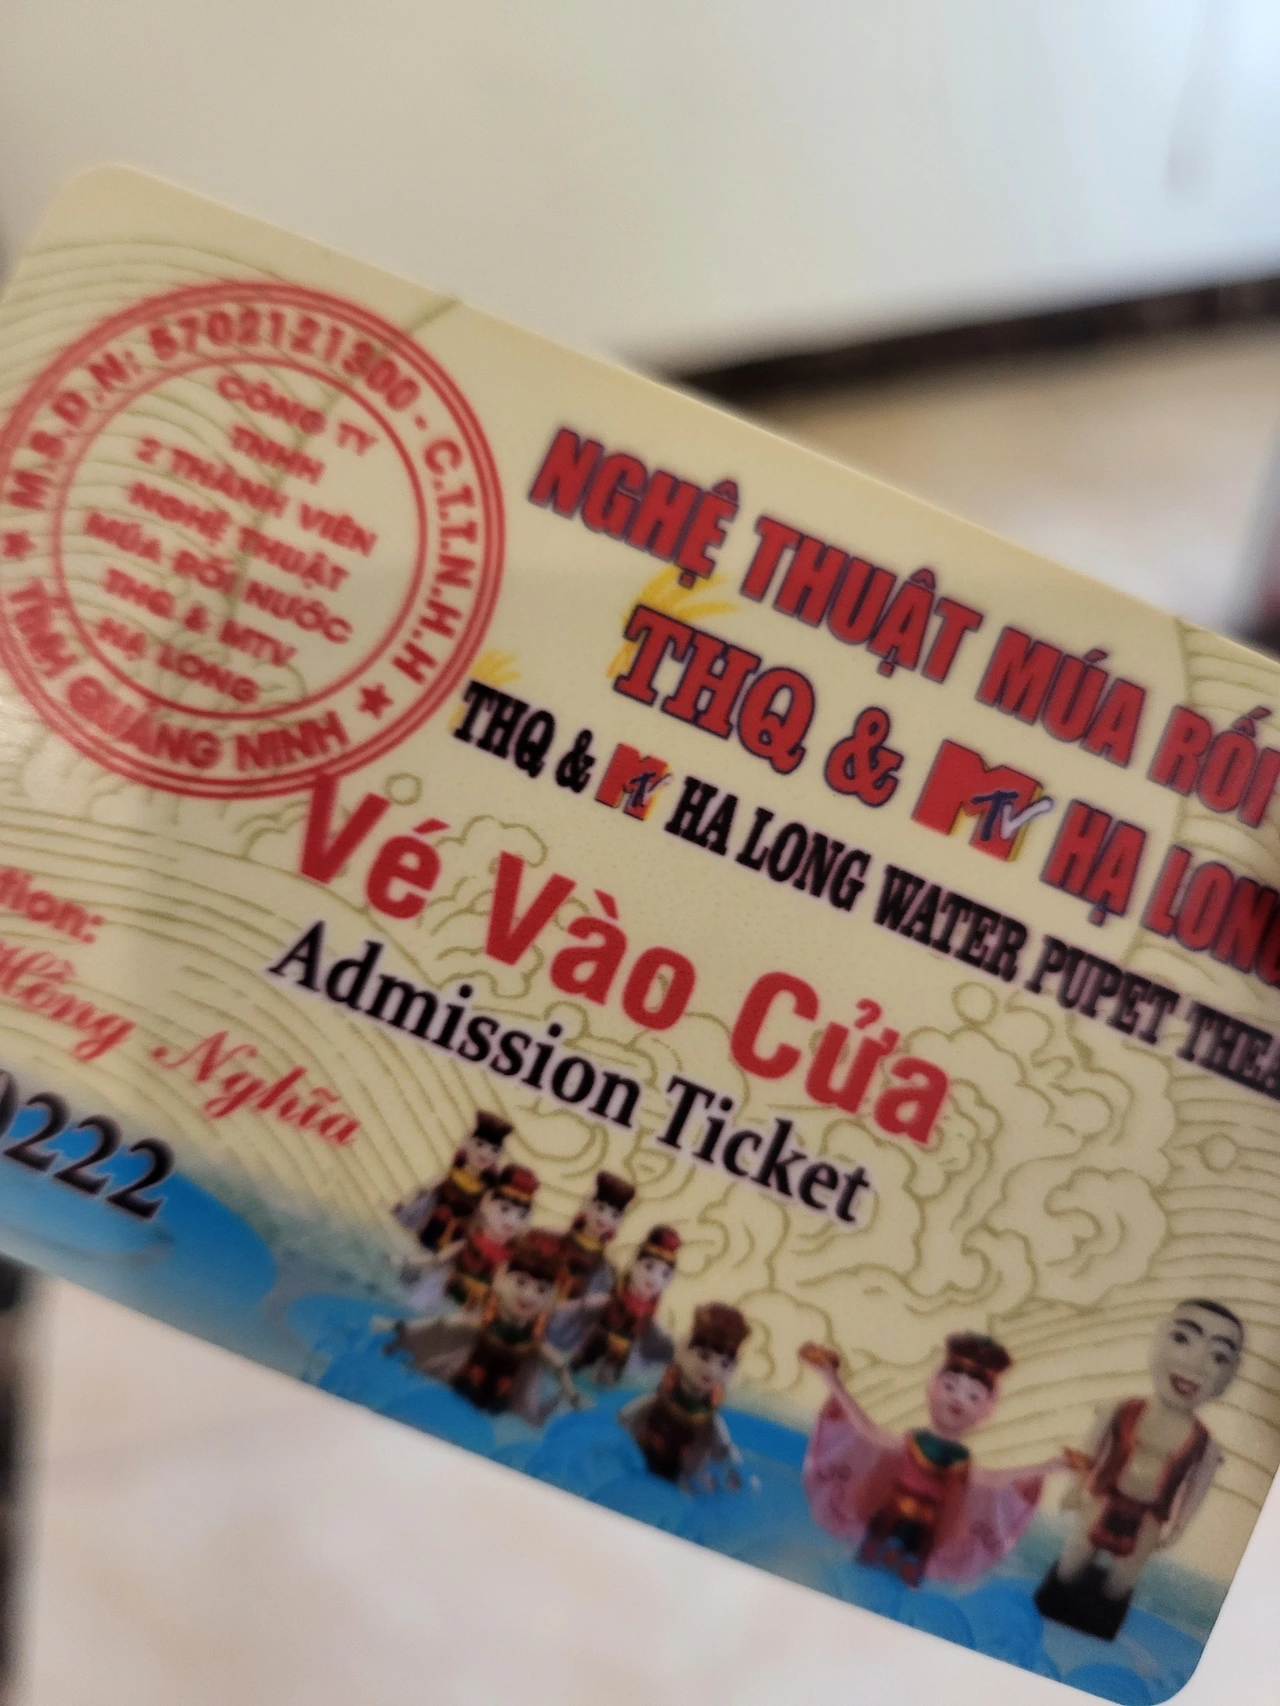 M.S.D.N: 5702121300 - C.T.T.N.H.H
CÔNG TY
TNHH
2 THÀNH VIÊN
NGHỆ THUẬT
MÚA RỐI NƯỚC
THQ & MTV
HẠ LONG
TỈNH QUẢNG NINH
NGHỆ THUẬT MÚA RỐI
THQ & MTV HẠ LONG
THQ & MTV HA LONG WATER PUPET THEA
Vé Vào Cửa
Admission Ticket
tion:
Hồng Nghĩa
0222